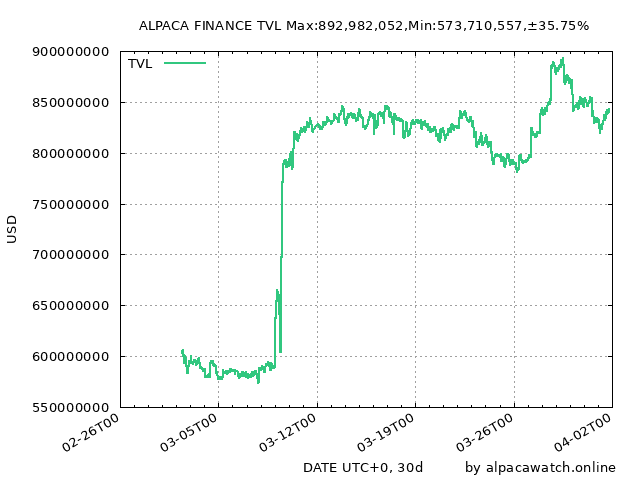 ALPACA FINANCE TVL Max:892,982,052,Min:573,710,557,±35.75%
900000000
TVL
850000000
800000000
750000000
USD
700000000
650000000
600000000
550000000
02-26T00 03-05T00 03-12T00 03-19T00 03-26T00 04-02T00
DATE UTC+0, 30d by alpacawatch.online